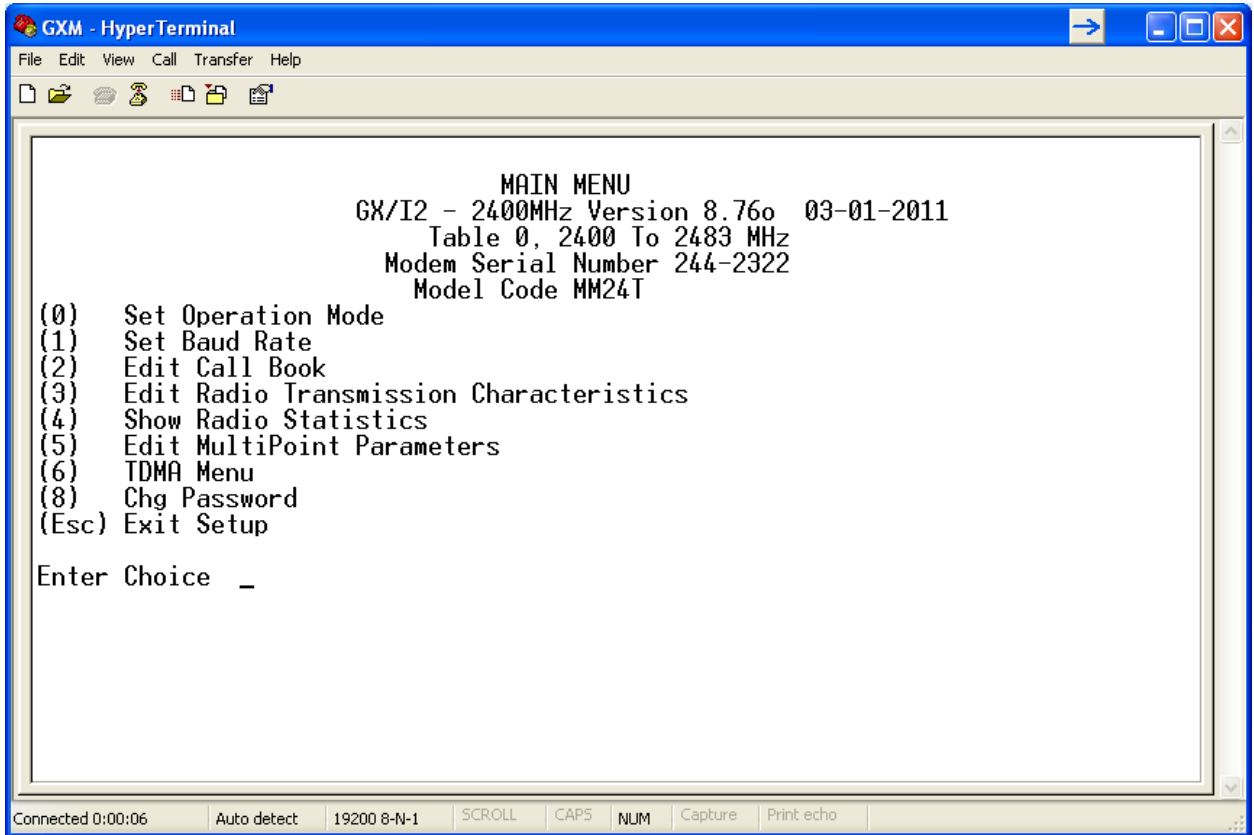 GXM - HyperTerminal
File Edit View Call Transfer Help
MAIN MENU
GX/I2 - 2400MHz Version 8.76o 03-01-2011
Table 0, 2400 To 2483 MHz
Modem Serial Number 244-2322
Model Code MM24T
(0) Set Operation Mode
(1) Set Baud Rate
(2) Edit Call Book
(3) Edit Radio Transmission Characteristics
(4) Show Radio Statistics
(5) Edit MultiPoint Parameters
(6) TDMA Menu
(8) Chg Password
(Esc) Exit Setup
Enter Choice _
Connected 0:00:06 Auto detect 19200 8-N-1 SCROLL CAPS NUM Capture Print echo